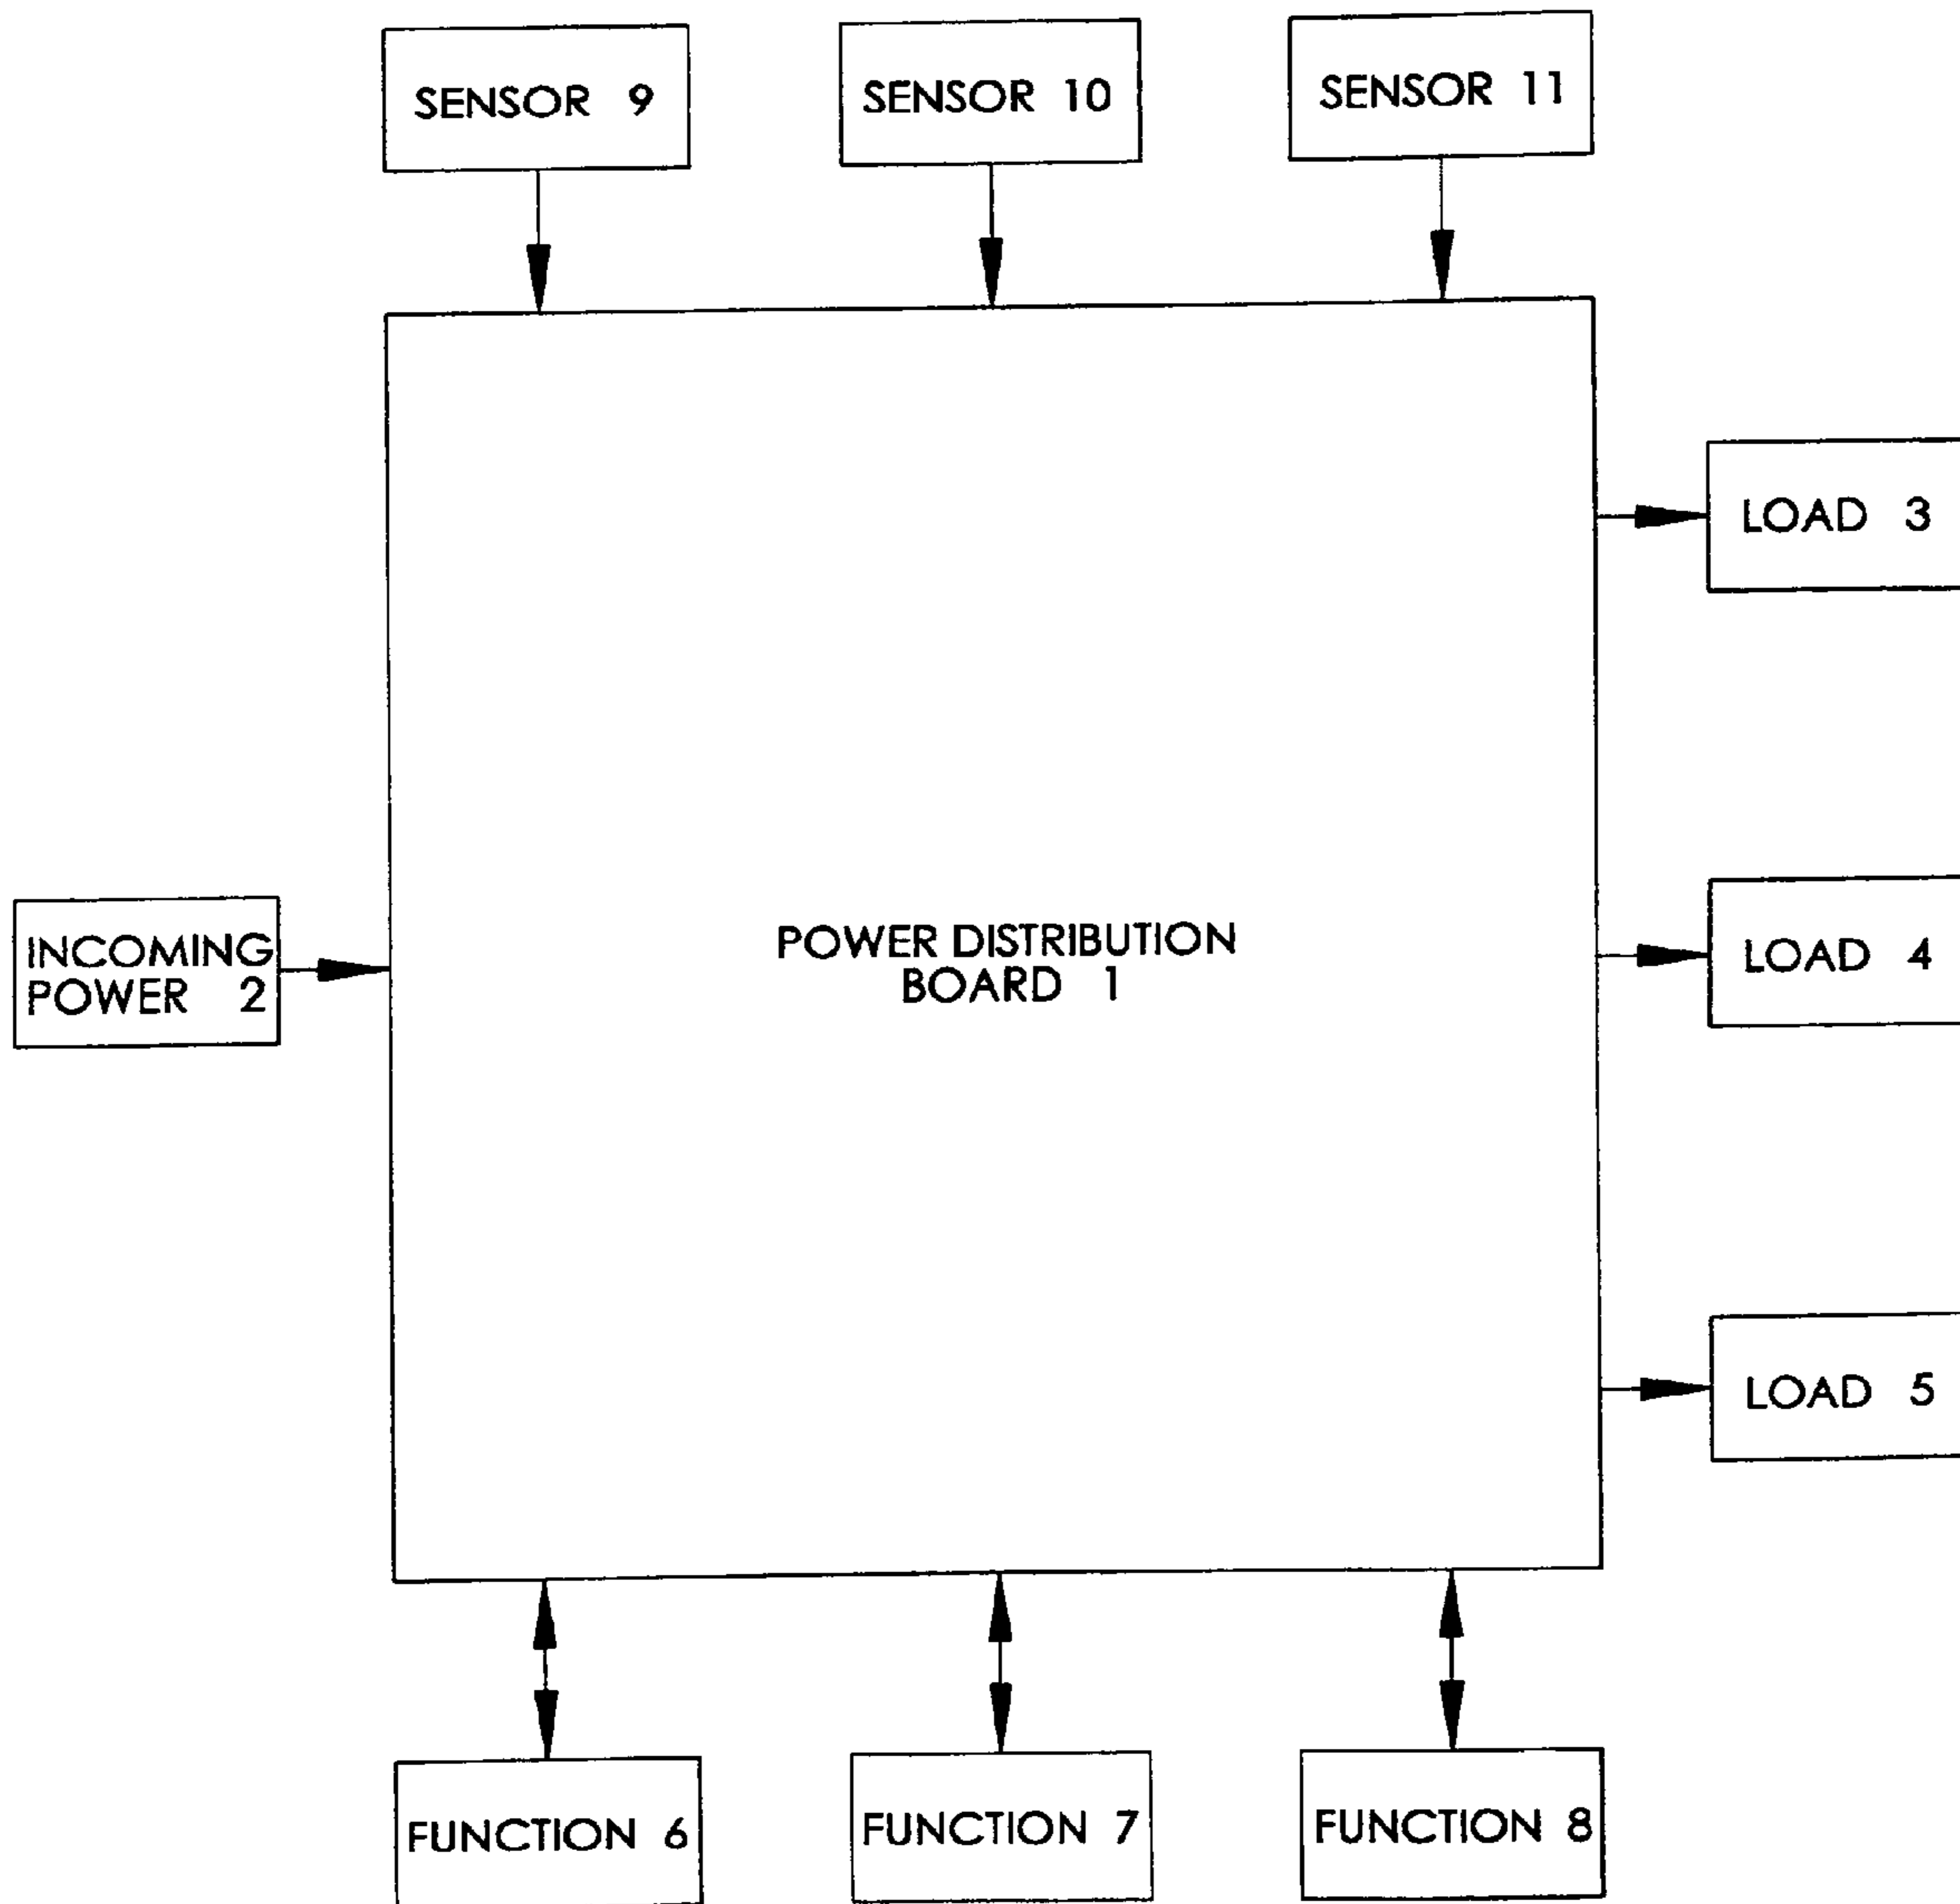 SENSOR 9
SENSOR 10
SENSOR 11
LOAD 3
INCOMING
POWER 2
POWER DISTRIBUTION
BOARD 1
LOAD 4
LOAD 5
FUNCTION 6
FUNCTION 7
FUNCTION 8